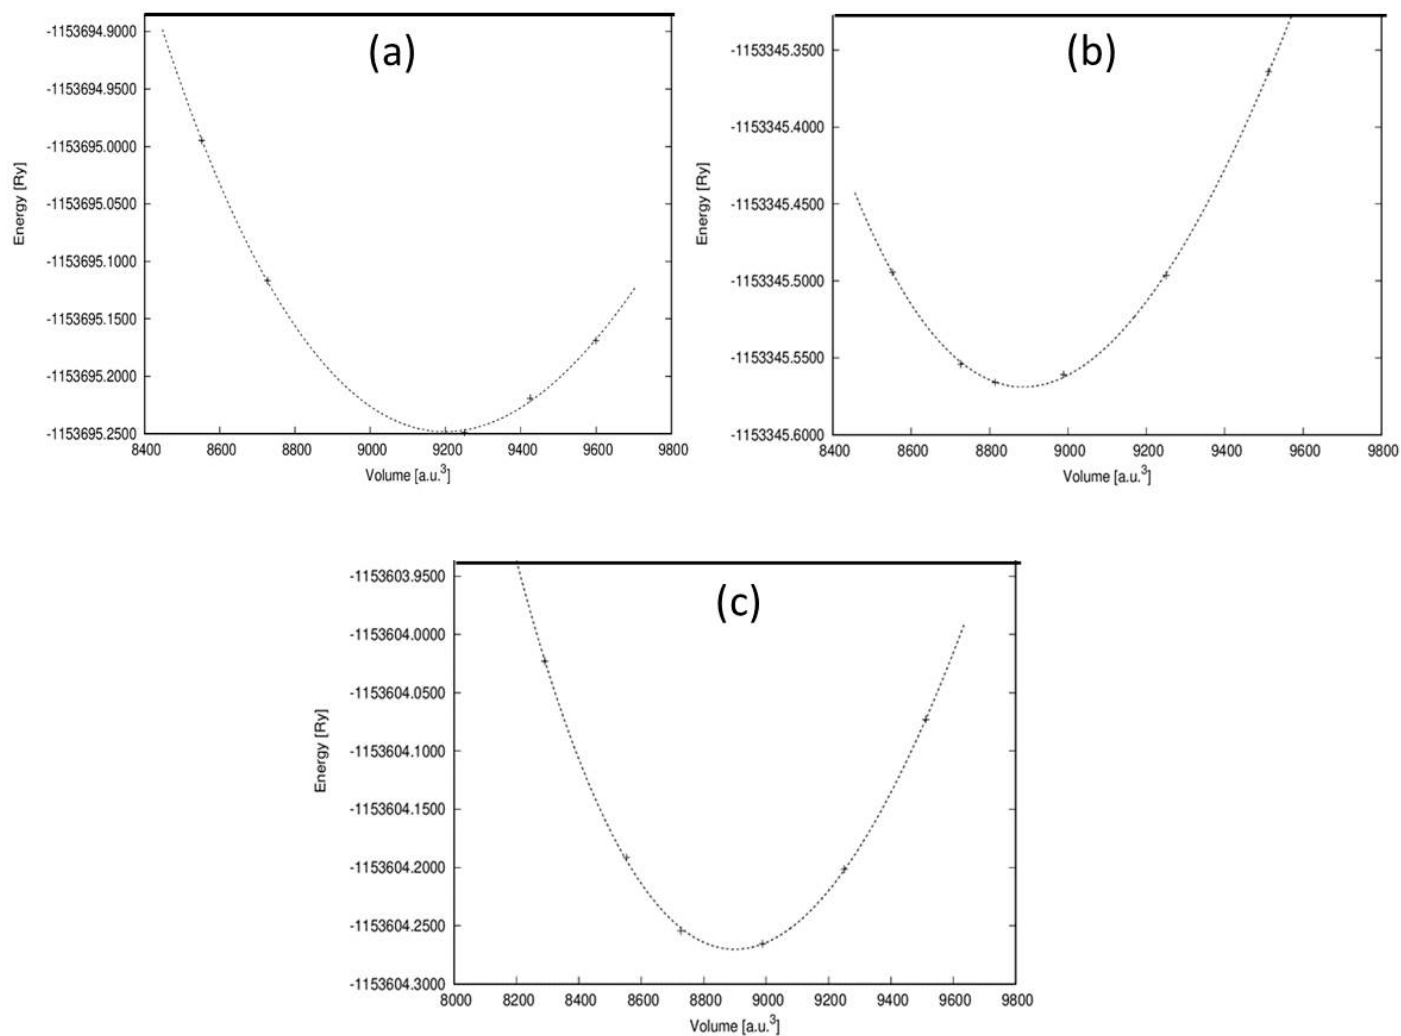 (a)
-1153694.9000
-1153694.9500
-1153695.0000
-1153695.0500
-1153695.1000
-1153695.1500
-1153695.2000
-1153695.2500
Energy [Ry]
8400 8600 8800 9000 9200 9400 9600 9800
Volume [a.u.³]
(b)
-1153345.3500
-1153345.4000
-1153345.4500
-1153345.5000
-1153345.5500
-1153345.6000
Energy [Ry]
8400 8600 8800 9000 9200 9400 9600 9800
Volume [a.u.³]
(c)
-1153603.9500
-1153604.0000
-1153604.0500
-1153604.1000
-1153604.1500
-1153604.2000
-1153604.2500
-1153604.3000
Energy [Ry]
8000 8200 8400 8600 8800 9000 9200 9400 9600 9800
Volume [a.u.³]